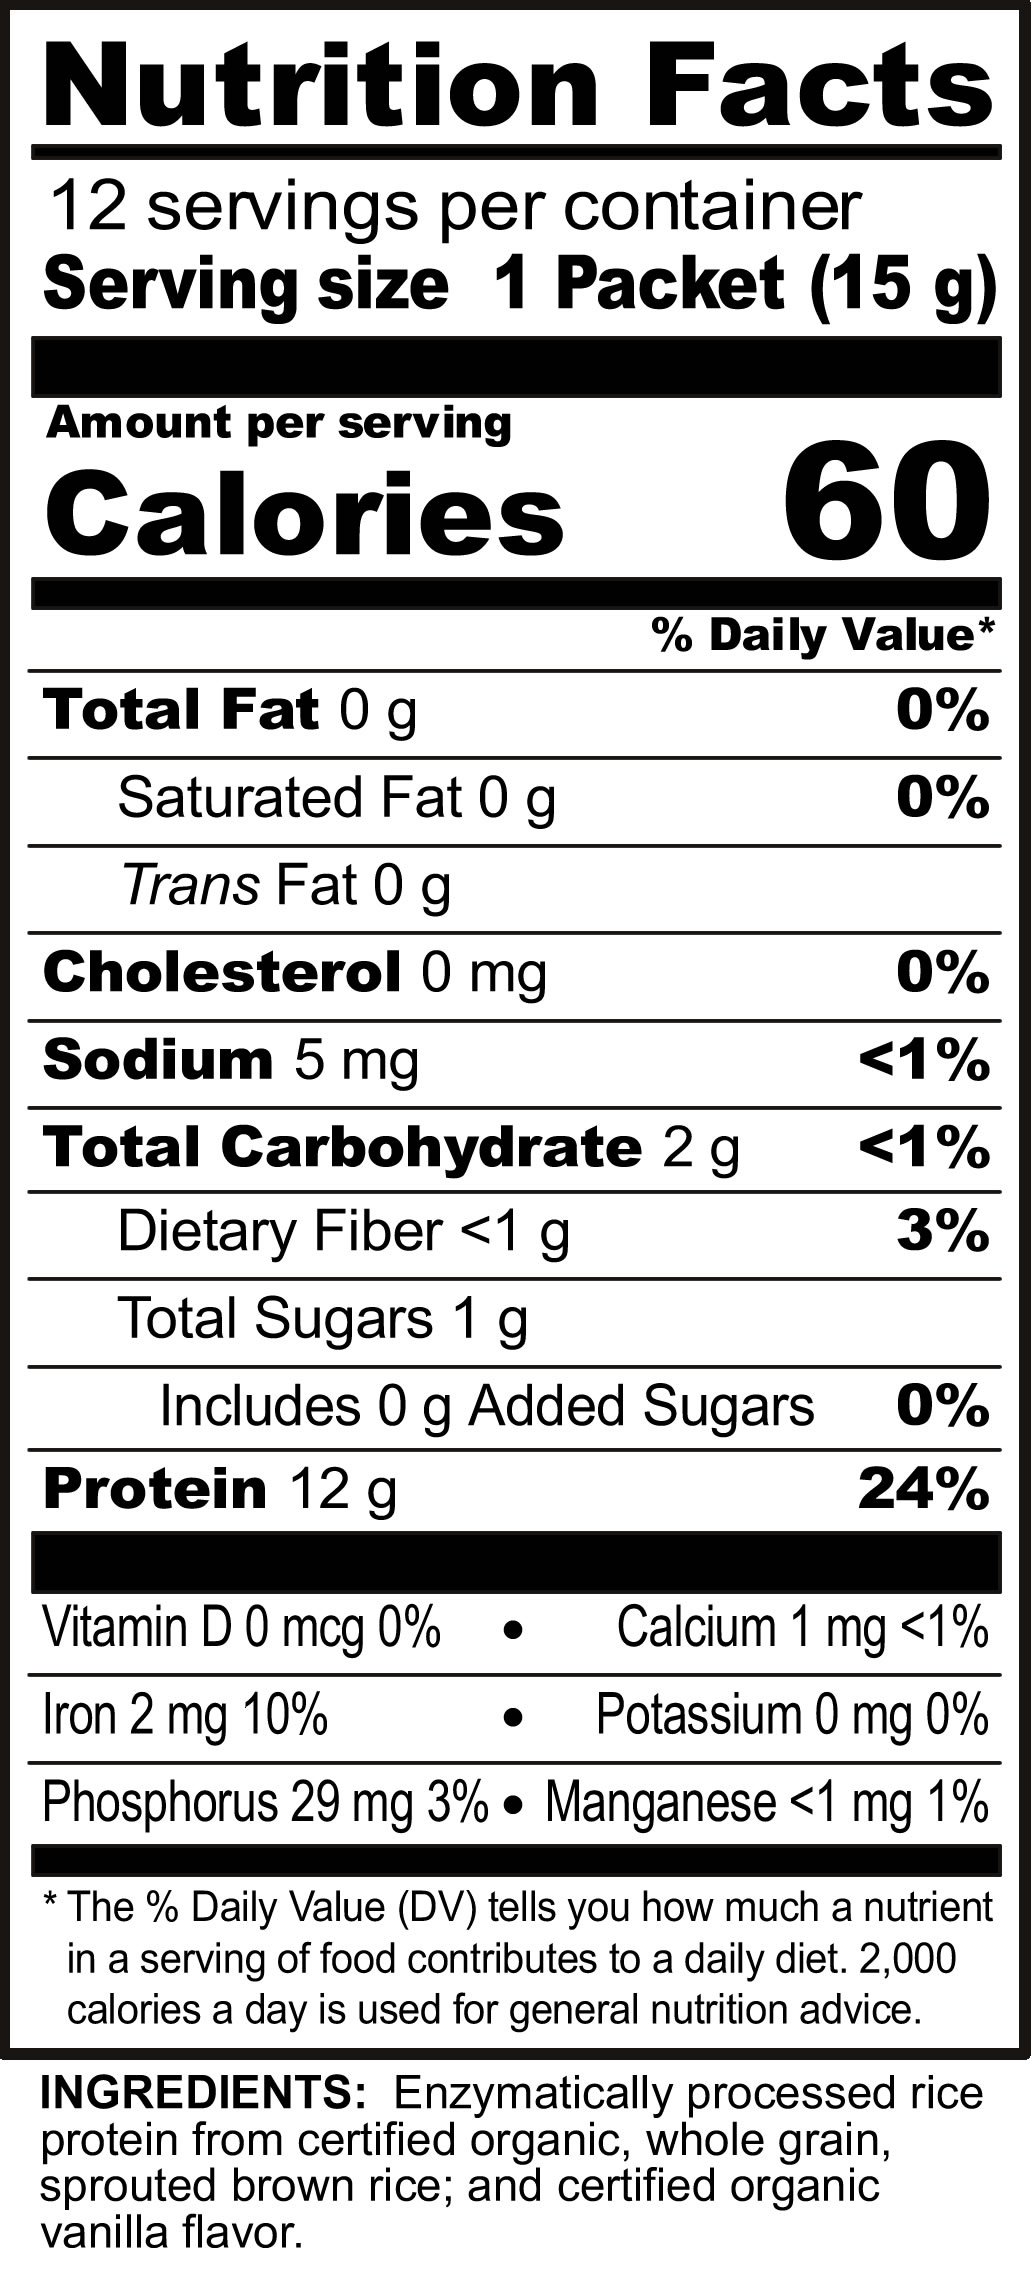 Nutrition Facts
12 servings per container
Serving size 1 Packet (15 g)
Amount per serving
Calories 60
% Daily Value*
Total Fat 0 g 0%
Saturated Fat 0 g 0%
Trans Fat 0 g
Cholesterol 0 mg 0%
Sodium 5 mg <1%
Total Carbohydrate 2 g <1%
Dietary Fiber <1 g 3%
Total Sugars 1 g
Includes 0 g Added Sugars 0%
Protein 12 g 24%
Vitamin D 0 mcg 0% • Calcium 1 mg <1%
Iron 2 mg 10% • Potassium 0 mg 0%
Phosphorus 29 mg 3% • Manganese <1 mg 1%
* The % Daily Value (DV) tells you how much a nutrient
in a serving of food contributes to a daily diet. 2,000
calories a day is used for general nutrition advice.
INGREDIENTS: Enzymatically processed rice
protein from certified organic, whole grain,
sprouted brown rice; and certified organic
vanilla flavor.